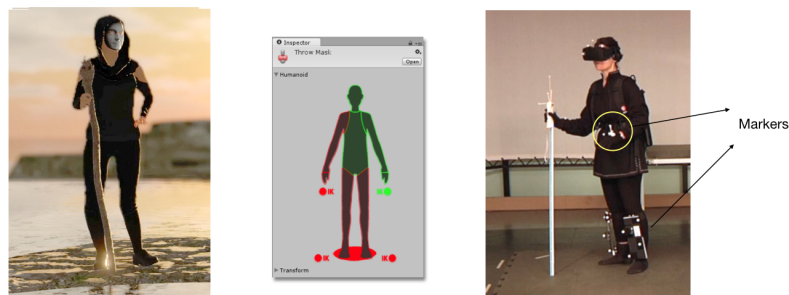 Inspector
Throw Mask
Open
Humanoid
IK
IK
IK
IK
Transform
Markers